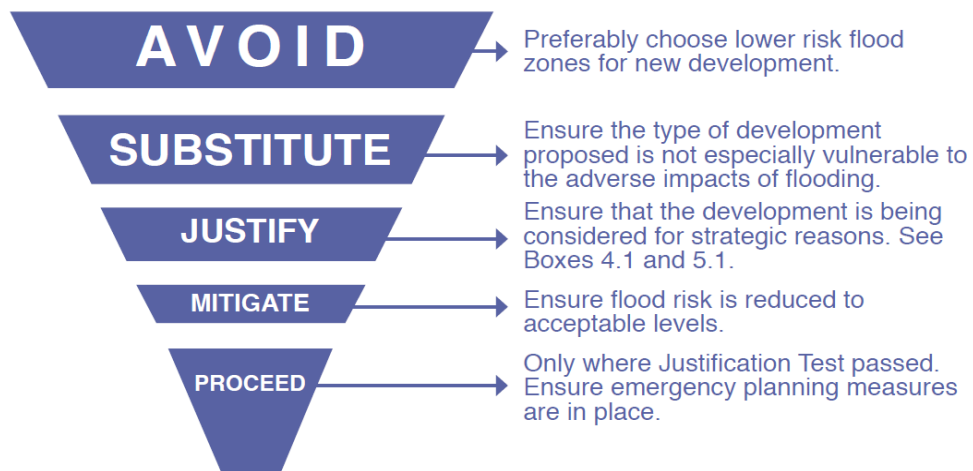 AVOID
Preferably choose lower risk flood
zones for new development.
SUBSTITUTE
Ensure the type of development
proposed is not especially vulnerable to
the adverse impacts of flooding.
JUSTIFY
Ensure that the development is being
considered for strategic reasons. See
Boxes 4.1 and 5.1.
MITIGATE
Ensure flood risk is reduced to
acceptable levels.
PROCEED
Only where Justification Test passed.
Ensure emergency planning measures
are in place.